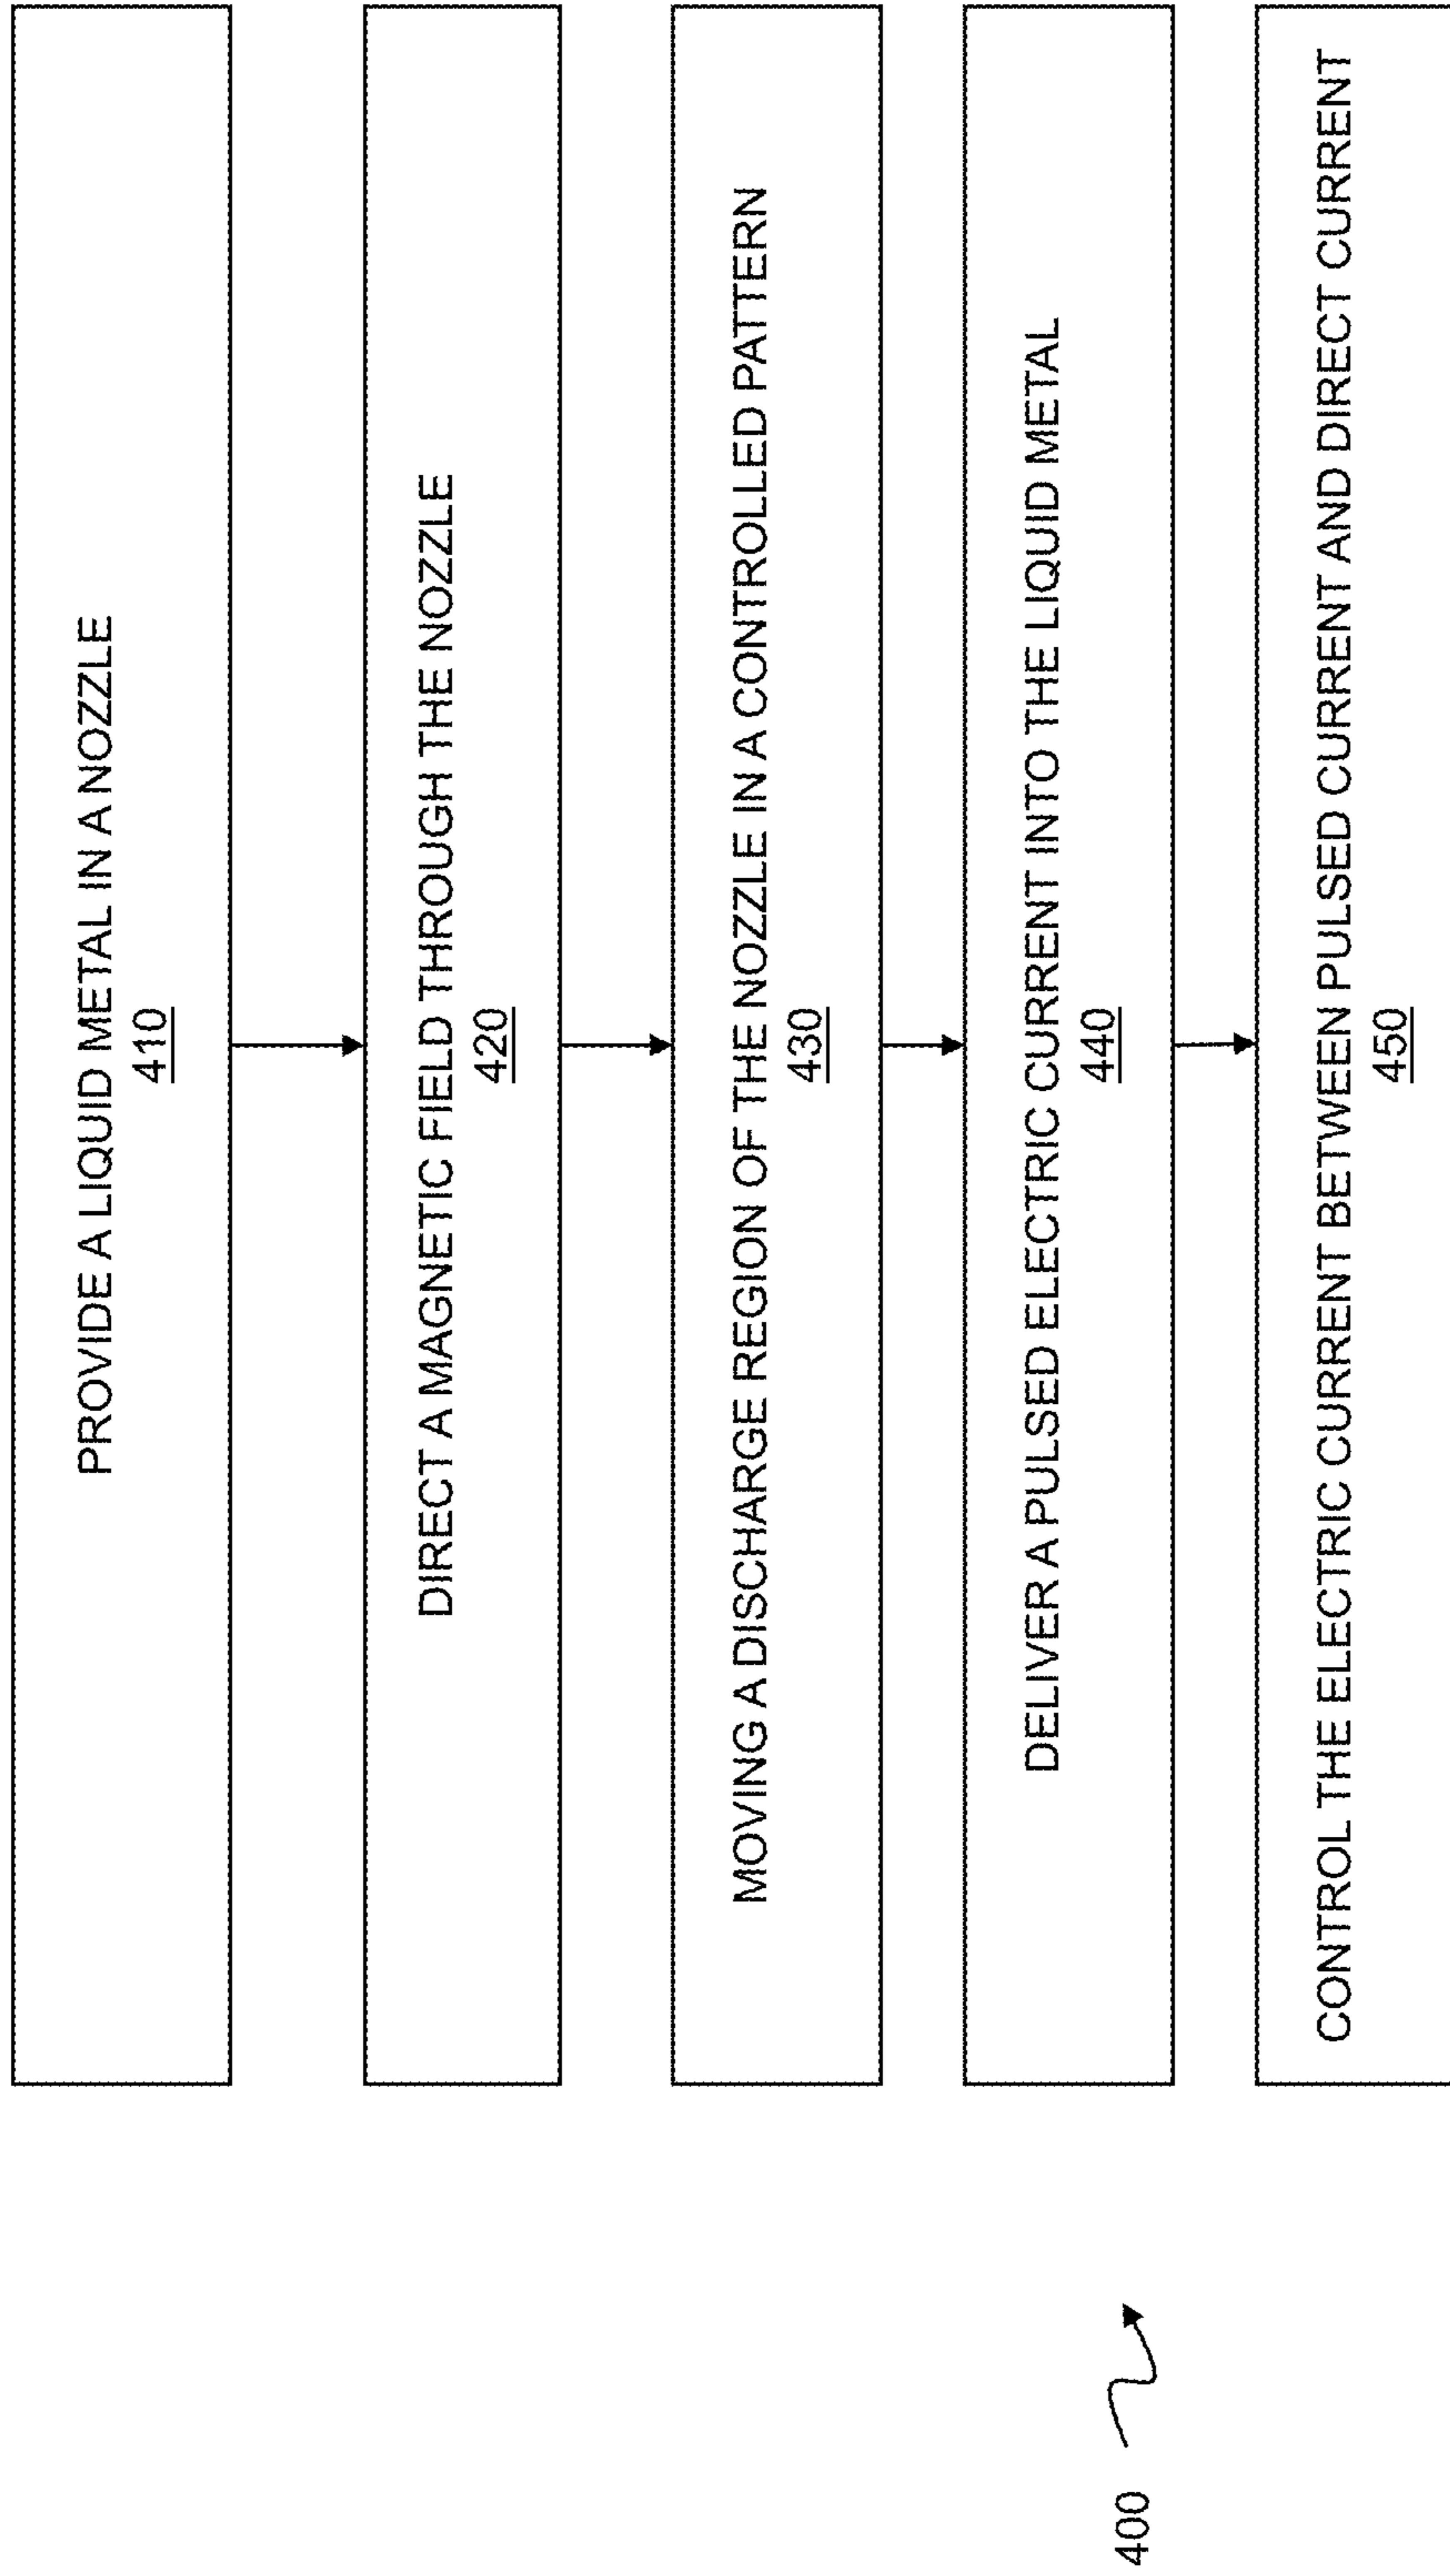 PROVIDE A LIQUID METAL IN A NOZZLE
410
DIRECT A MAGNETIC FIELD THROUGH THE NOZZLE
420
MOVING A DISCHARGE REGION OF THE NOZZLE IN A CONTROLLED PATTERN
430
DELIVER A PULSED ELECTRIC CURRENT INTO THE LIQUID METAL
440
CONTROL THE ELECTRIC CURRENT BETWEEN PULSED CURRENT AND DIRECT CURRENT
450
400